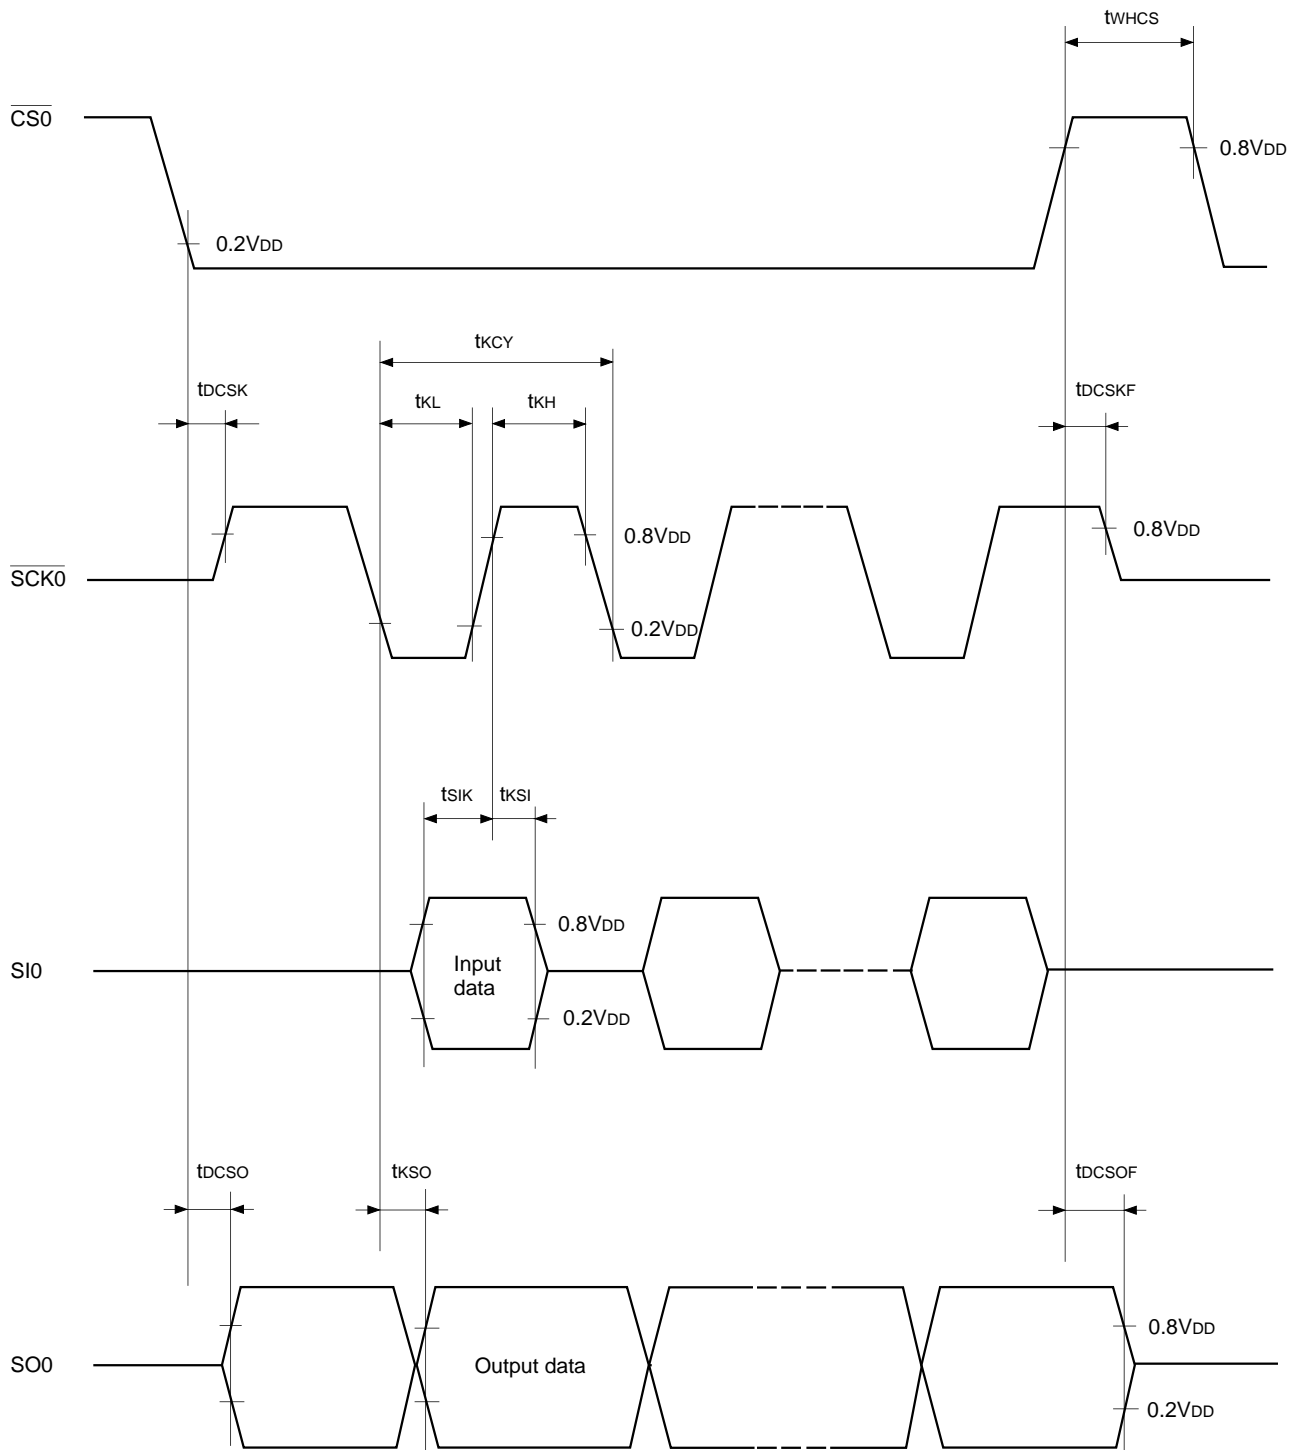 tWHCS
CS0
0.8VDD
0.2VDD
tKCY
tDCSK
tKL
tKH
tDCSKF
0.8VDD
0.8VDD
SCK0
0.2VDD
tSIK
tKSI
0.8VDD
SI0
Input
data
0.2VDD
tDCSO
tKSO
tDCSOF
0.8VDD
SO0
Output data
0.2VDD